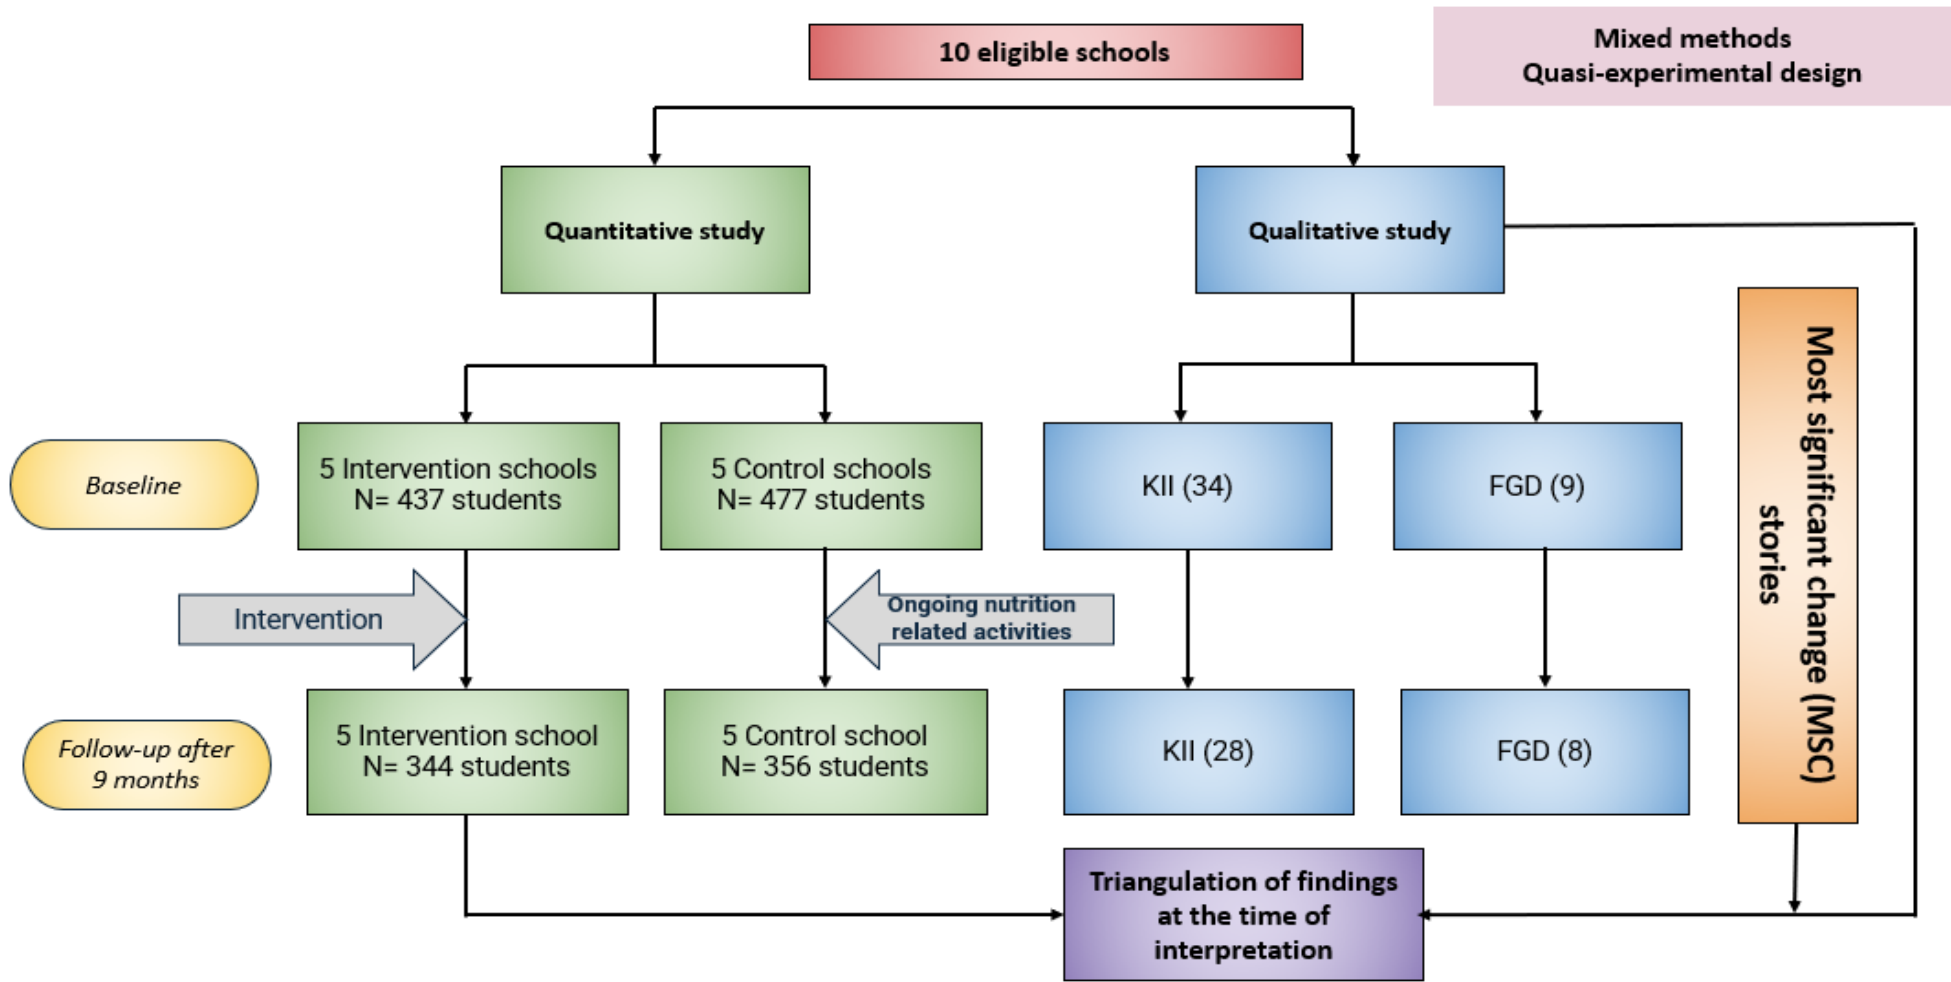 10 eligible schools
Mixed methods
Quasi-experimental design
Quantitative study
Qualitative study
Most significant change (MSC)
stories
Baseline
5 Intervention schools
N= 437 students
5 Control schools
N= 477 students
KII (34)
FGD (9)
Intervention
Ongoing nutrition
related activities
Follow-up after
9 months
5 Intervention school
N= 344 students
5 Control school
N= 356 students
KII (28)
FGD (8)
Triangulation of findings
at the time of
interpretation